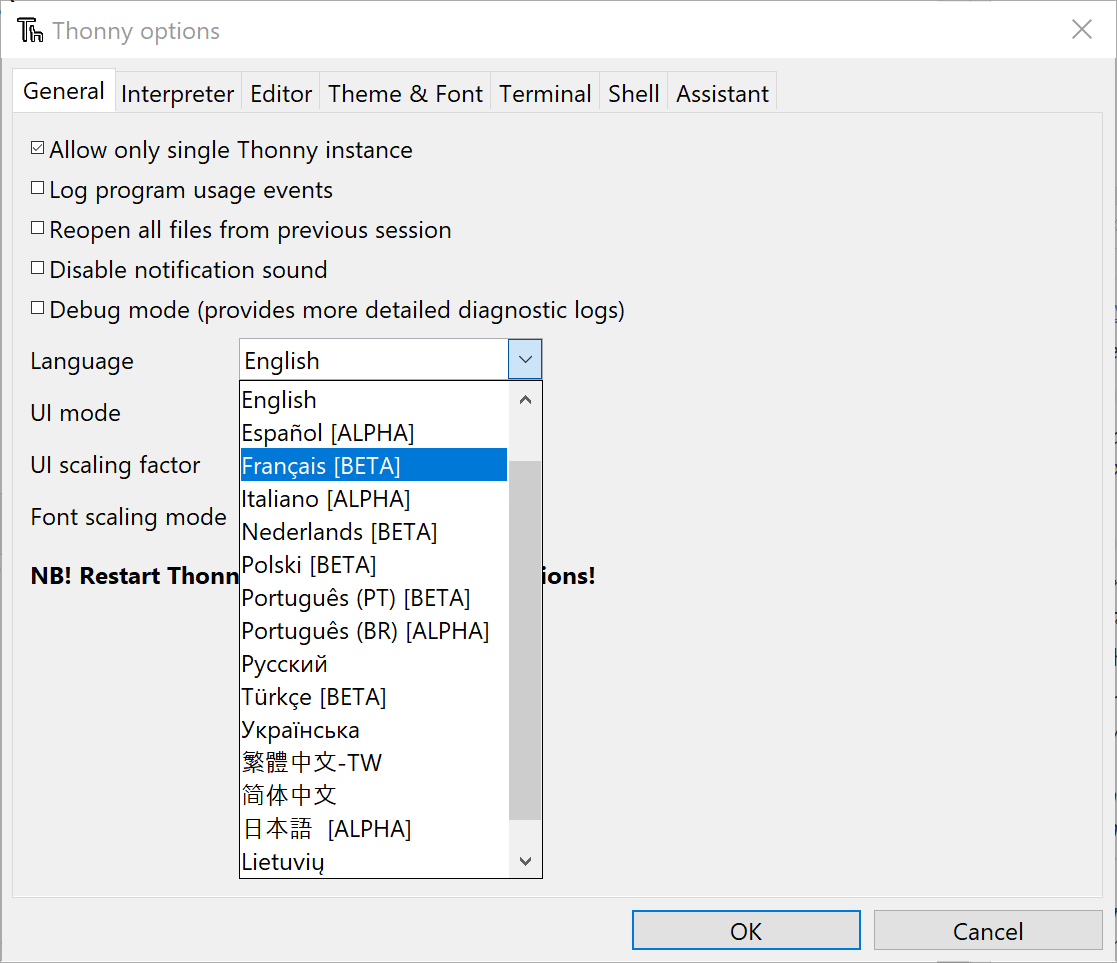 Thonny options
General Interpreter Editor Theme & Font Terminal Shell Assistant
Allow only single Thonny instance
Log program usage events
Reopen all files from previous session
Disable notification sound
Debug mode (provides more detailed diagnostic logs)
Language English
UI mode
UI scaling factor
Font scaling mode
NB! Restart Thonn
ions!
English
Español [ALPHA]
Français [BETA]
Italiano [ALPHA]
Nederlands [BETA]
Polski [BETA]
Português (PT) [BETA]
Português (BR) [ALPHA]
Русский
Türkçe [BETA]
Українська
繁體中文-TW
简体中文
日本語 [ALPHA]
Lietuvių
OK Cancel